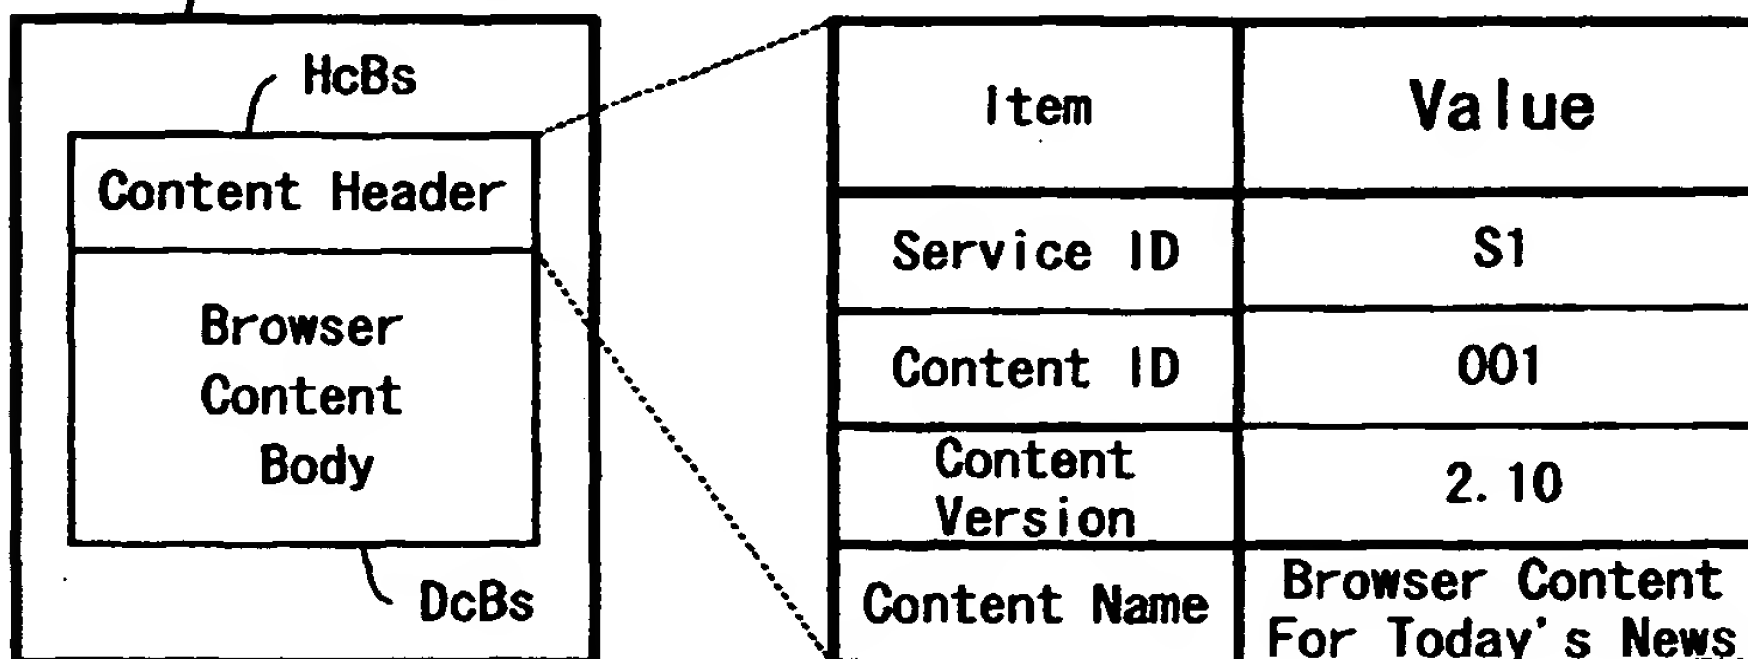 HcBs
Content Header
Browser
Content
Body
DcBs
Item Value
Service ID S1
Content ID 001
Content
Version
2.10
Content Name
Browser Content
For Today's News